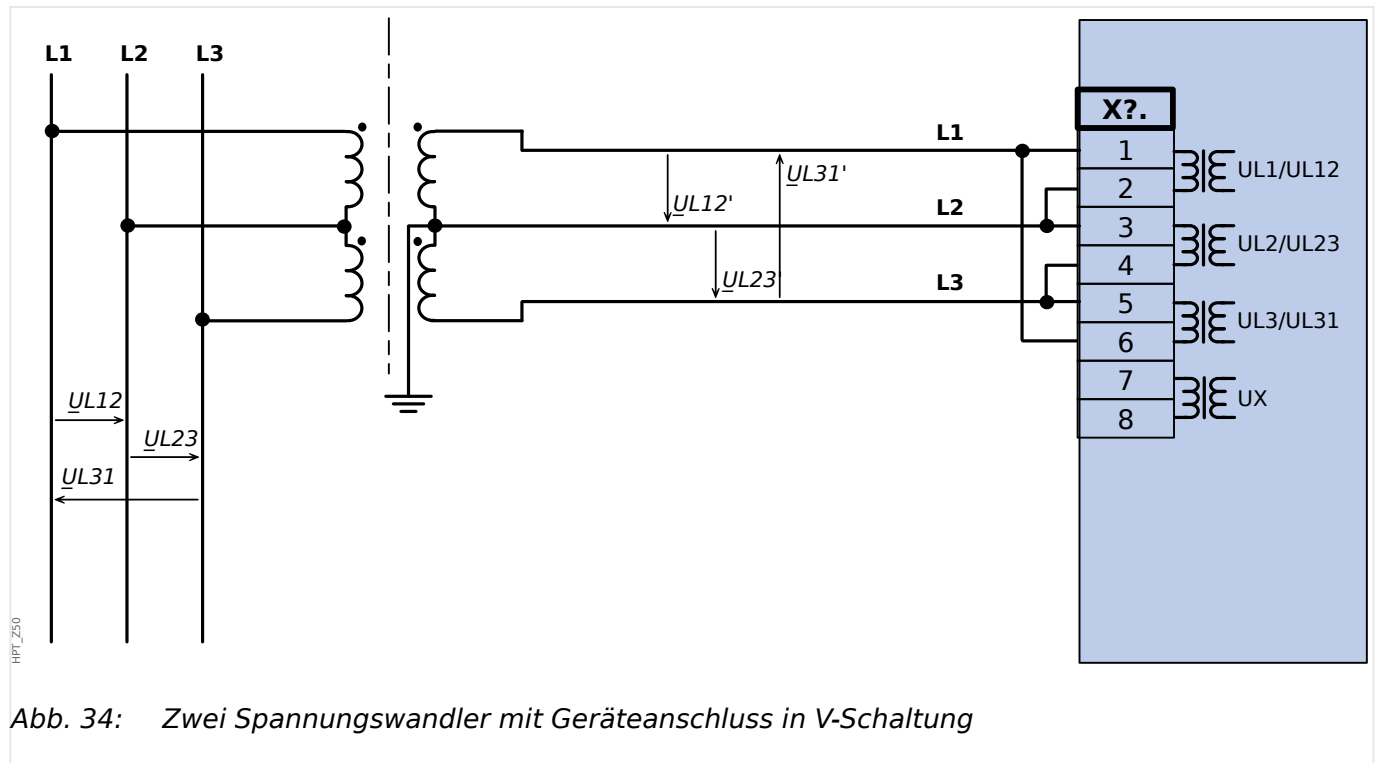 L1 L2 L3
X?.
L1
1
UL1/UL12
UL31'
2
UL12'
L2
3
UL2/UL23
4
UL23'
L3
5
UL3/UL31
6
7
UX
8
UL12
UL23
UL31
HPT_Z50
Abb. 34: Zwei Spannungswandler mit Geräteanschluss in V-Schaltung